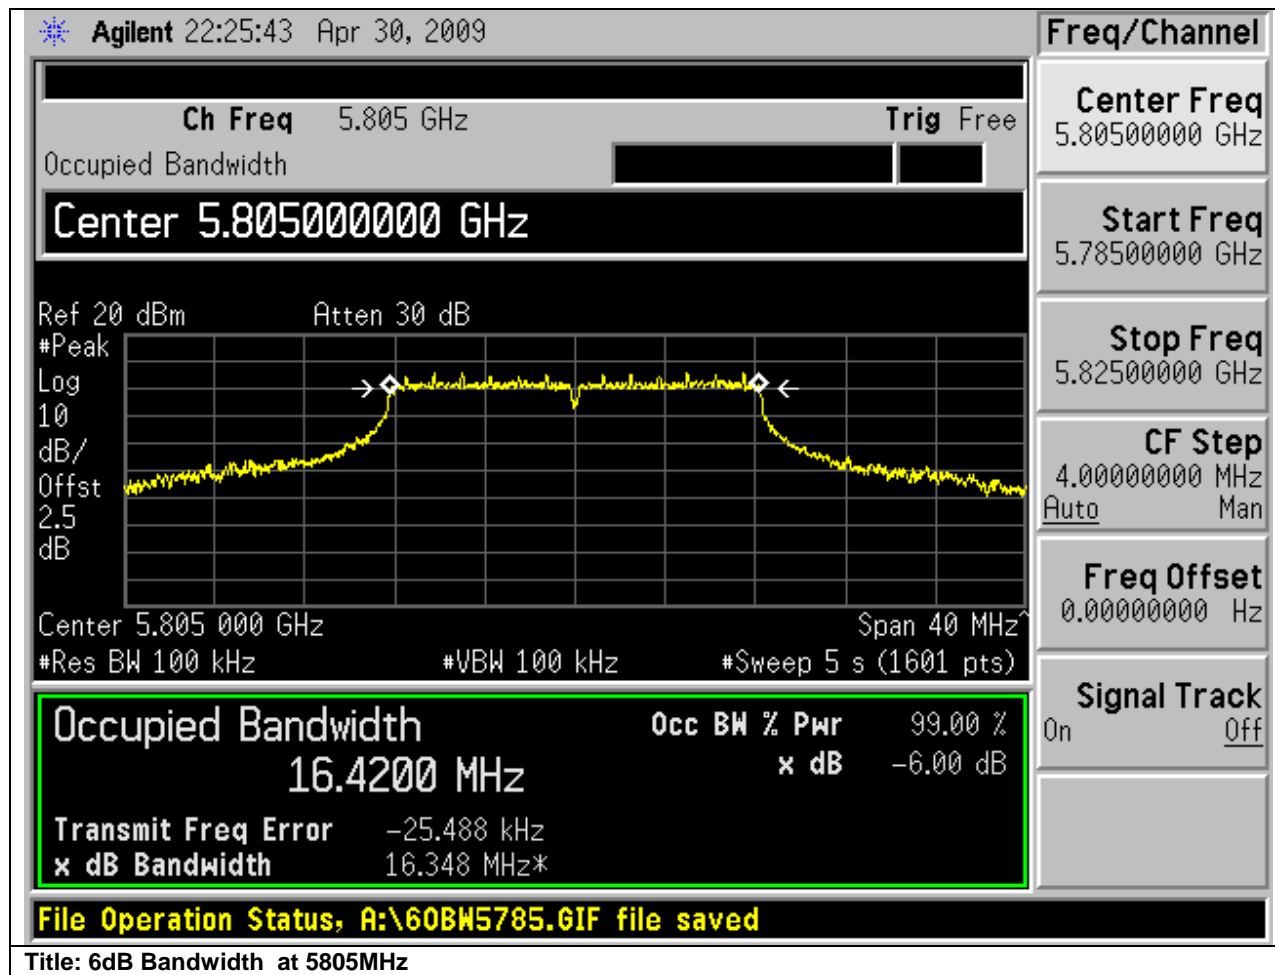 Agilent 22:25:43 Apr 30, 2009
Freq/Channel
Ch Freq 5.805 GHz Trig Free
Occupied Bandwidth
Center 5.805000000 GHz
Ref 20 dBm Atten 30 dB
#Peak
Log
10
dB/
Offst
2.5
dB
Center 5.805 000 GHz Span 40 MHz^
#Res BW 100 kHz #VBW 100 kHz #Sweep 5 s (1601 pts)
Occupied Bandwidth
16.4200 MHz
Occ BW % Pwr 99.00 %
x dB -6.00 dB
Transmit Freq Error -25.488 kHz
x dB Bandwidth 16.348 MHz*
Center Freq
5.80500000 GHz
Start Freq
5.78500000 GHz
Stop Freq
5.82500000 GHz
CF Step
4.00000000 MHz
Auto Man
Freq Offset
0.00000000 Hz
Signal Track
On Off
File Operation Status, A:\6OBW5785.GIF file saved
Title: 6dB Bandwidth at 5805MHz